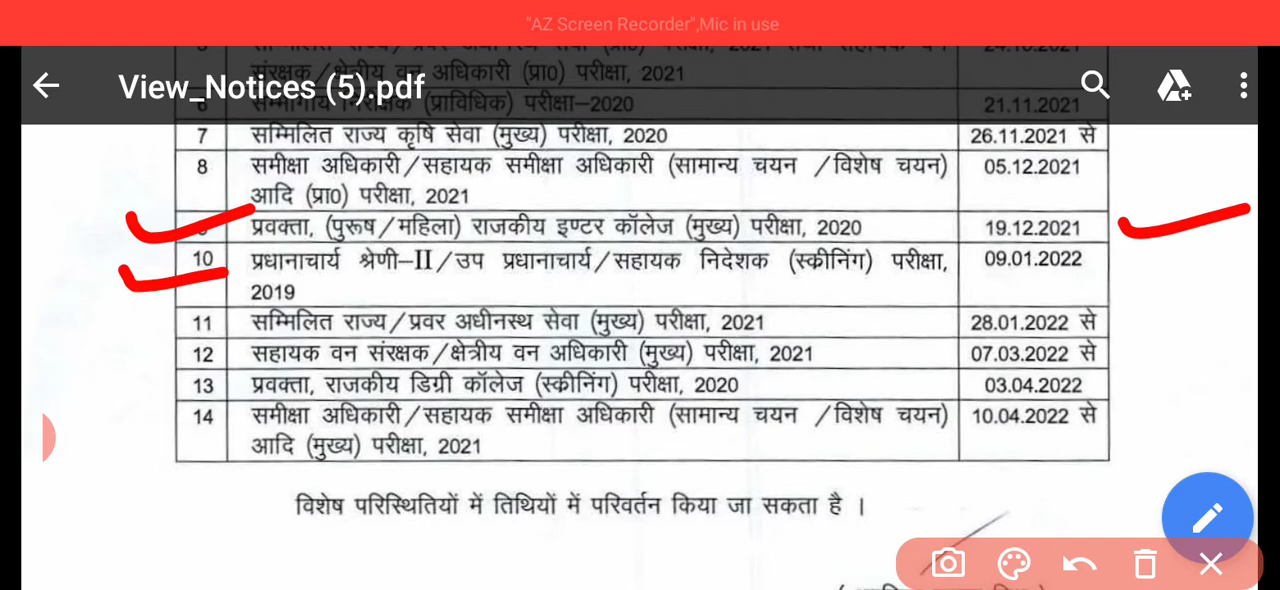 "AZ Screen Recorder",Mic in use
View_Notices (5).pdf
संरक्षक/क्षेत्रीय वन अधिकारी (प्रा0) परीक्षा, 2021
6 सम्भागीय निरीक्षक (प्राविधिक) परीक्षा-2020 21.11.2021
7 सम्मिलित राज्य कृषि सेवा (मुख्य) परीक्षा, 2020 26.11.2021 से
8 समीक्षा अधिकारी/सहायक समीक्षा अधिकारी (सामान्य चयन /विशेष चयन) 05.12.2021
आदि (प्रा0) परीक्षा, 2021
प्रवक्ता, (पुरूष/महिला) राजकीय इण्टर कॉलेज (मुख्य) परीक्षा, 2020 19.12.2021
10 प्रधानाचार्य श्रेणी-II/उप प्रधानाचार्य/सहायक निदेशक (स्क्रीनिंग) परीक्षा, 09.01.2022
2019
11 सम्मिलित राज्य/प्रवर अधीनस्थ सेवा (मुख्य) परीक्षा, 2021 28.01.2022 से
12 सहायक वन संरक्षक/क्षेत्रीय वन अधिकारी (मुख्य) परीक्षा, 2021 07.03.2022 से
13 प्रवक्ता, राजकीय डिग्री कॉलेज (स्क्रीनिंग) परीक्षा, 2020 03.04.2022
14 समीक्षा अधिकारी/सहायक समीक्षा अधिकारी (सामान्य चयन /विशेष चयन) 10.04.2022 से
आदि (मुख्य) परीक्षा, 2021
विशेष परिस्थितियों में तिथियों में परिवर्तन किया जा सकता है ।